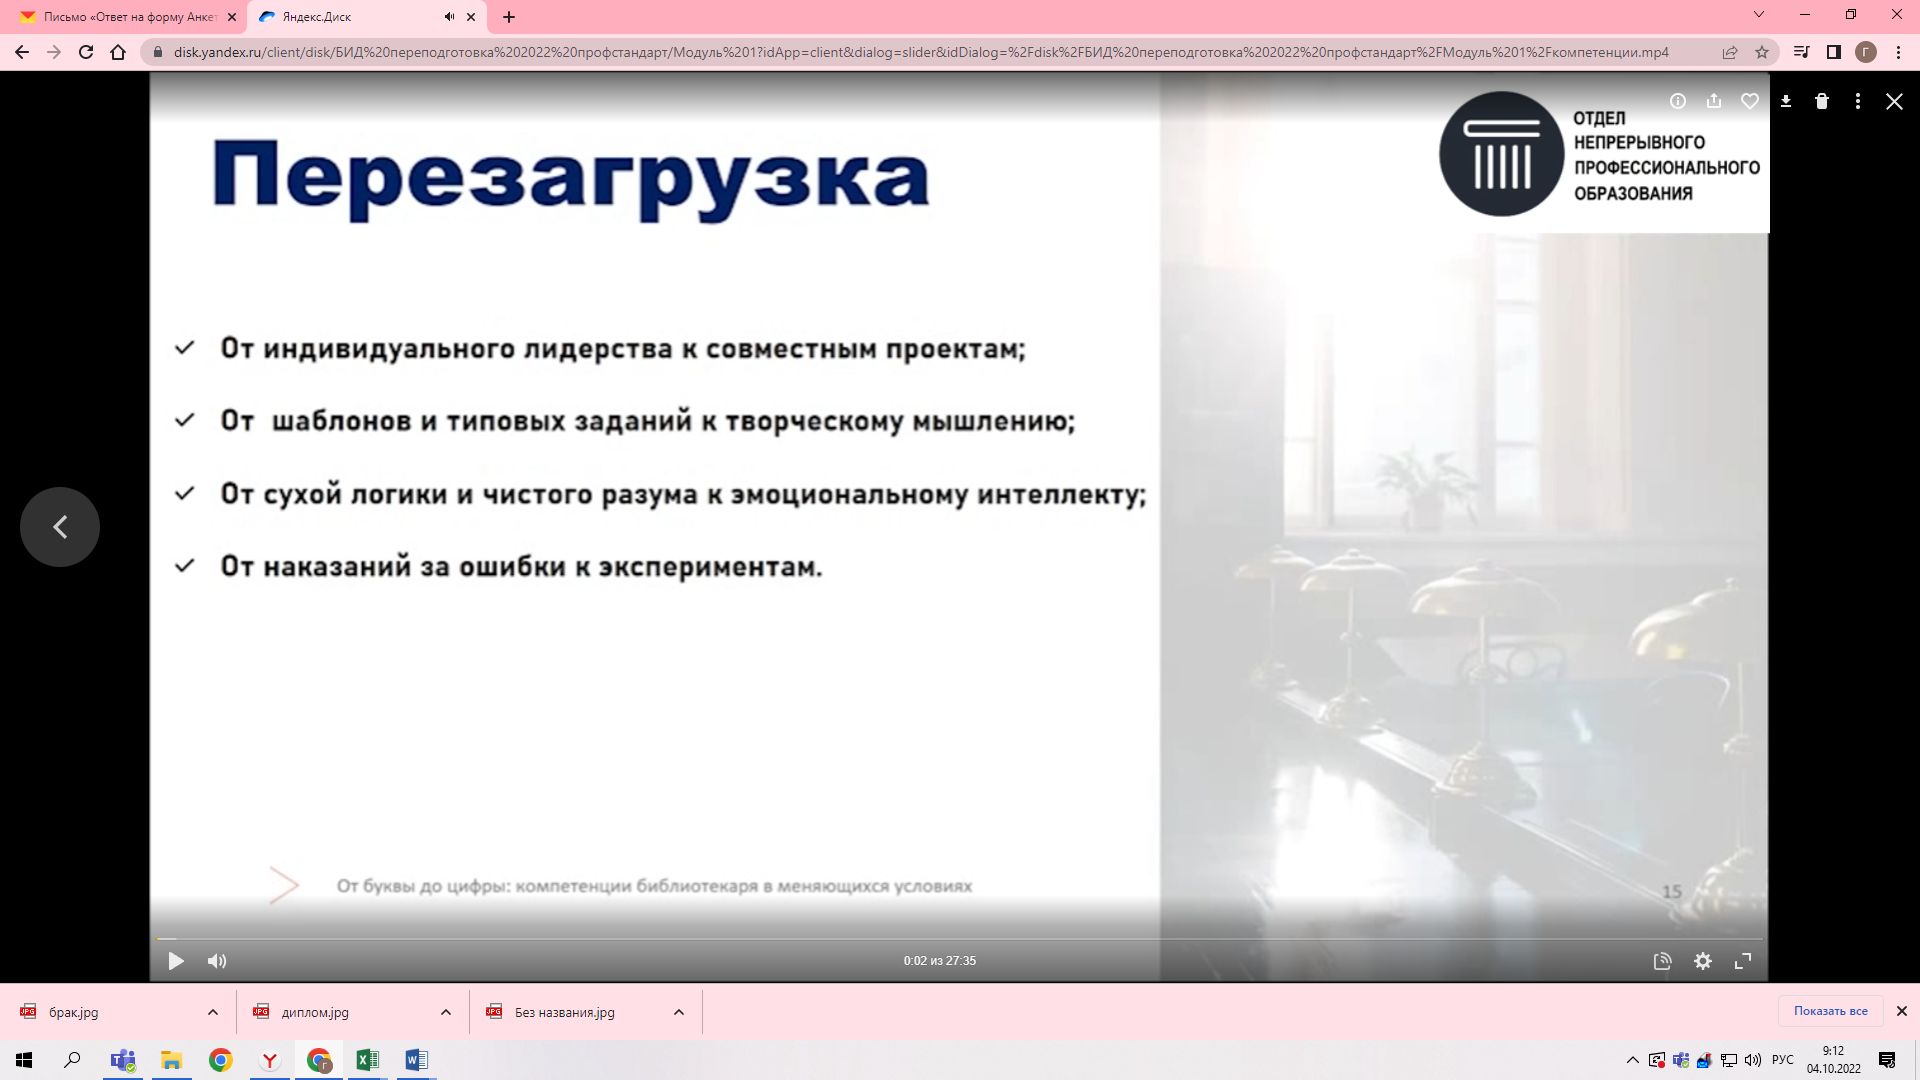 Письмо «Ответ на форму Анкет
Яндекс.Диск
disk.yandex.ru/client/disk/БИД%20переподготовка%202022%20профстандарт/Модуль%201?idApp=client&dialog=slider&idDialog=%2Fdisk%2FБИД%20переподготовка%202022%20профстандарт%2FМодуль%201%2Fкомпетенции.mp4
Г
Перезагрузка
ОТДЕЛ
НЕПРЕРЫВНОГО
ПРОФЕССИОНАЛЬНОГО
ОБРАЗОВАНИЯ
От индивидуального лидерства к совместным проектам;
От шаблонов и типовых заданий к творческому мышлению;
От сухой логики и чистого разума к эмоциональному интеллекту;
От наказаний за ошибки к экспериментам.
От буквы до цифры: компетенции библиотекаря в меняющихся условиях
15
0:02 из 27:35
брак.jpg
диплом.jpg
Без названия.jpg
Показать все
РУС
9:12
04.10.2022